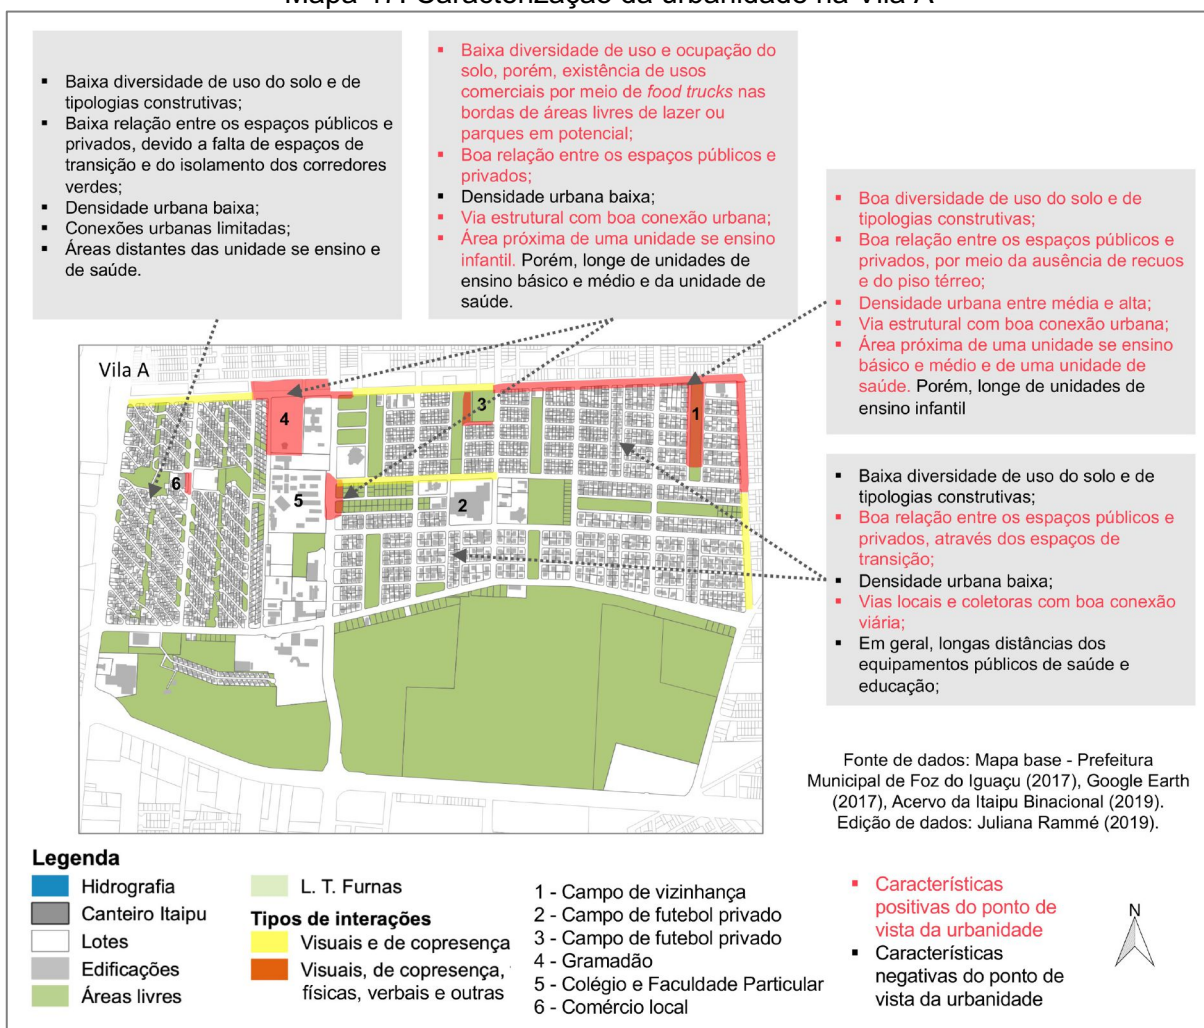 Mapa 47: Caracterização da urbanidade na Vila A
▪ Baixa diversidade de uso do solo e de
tipologias construtivas;
▪ Baixa relação entre os espaços públicos e
privados, devido a falta de espaços de
transição e do isolamento dos corredores
verdes;
▪ Densidade urbana baixa;
▪ Conexões urbanas limitadas;
▪ Áreas distantes das unidade se ensino e
de saúde.
▪ Baixa diversidade de uso e ocupação do
solo, porém, existência de usos
comerciais por meio de food trucks nas
bordas de áreas livres de lazer ou
parques em potencial;
▪ Boa relação entre os espaços públicos e
privados;
▪ Densidade urbana baixa;
▪ Via estrutural com boa conexão urbana;
▪ Área próxima de uma unidade se ensino
infantil. Porém, longe de unidades de
ensino básico e médio e da unidade de
saúde.
▪ Boa diversidade de uso do solo e de
tipologias construtivas;
▪ Boa relação entre os espaços públicos e
privados, por meio da ausência de recuos
e do piso térreo;
▪ Densidade urbana entre média e alta;
▪ Via estrutural com boa conexão urbana;
▪ Área próxima de uma unidade se ensino
básico e médio e de uma unidade de
saúde. Porém, longe de unidades de
ensino infantil
▪ Baixa diversidade de uso do solo e de
tipologias construtivas;
▪ Boa relação entre os espaços públicos e
privados, através dos espaços de
transição;
▪ Densidade urbana baixa;
▪ Vias locais e coletoras com boa conexão
viária;
▪ Em geral, longas distâncias dos
equipamentos públicos de saúde e
educação;
Vila A
4
3
1
6
5
2
Fonte de dados: Mapa base - Prefeitura
Municipal de Foz do Iguaçu (2017), Google Earth
(2017), Acervo da Itaipu Binacional (2019).
Edição de dados: Juliana Rammé (2019).
Legenda
Hidrografia
Canteiro Itaipu
Lotes
Edificações
Áreas livres
L. T. Furnas
Tipos de interações
Visuais e de copresença
Visuais, de copresença,
físicas, verbais e outras
1 - Campo de vizinhança
2 - Campo de futebol privado
3 - Campo de futebol privado
4 - Gramadão
5 - Colégio e Faculdade Particular
6 - Comércio local
▪ Características
positivas do ponto de
vista da urbanidade
▪ Características
negativas do ponto de
vista da urbanidade
N